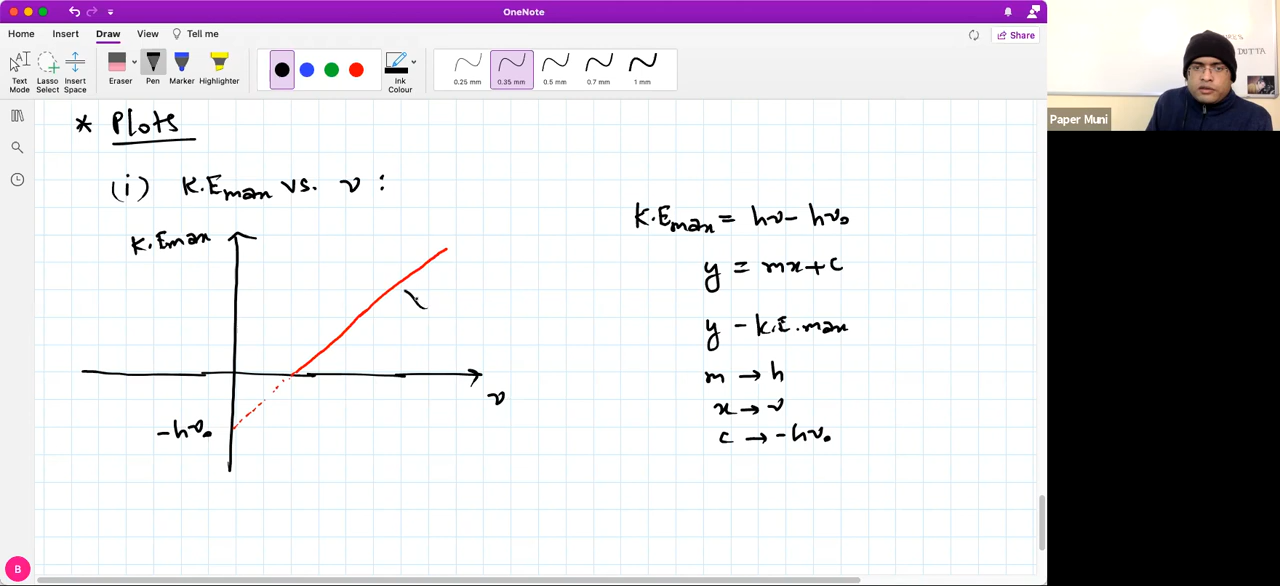 OneNote
Home Insert Draw View Tell me
Share
Text Mode
Lasso Select
Insert Space
Eraser
Pen
Marker
Highlighter
Ink Colour
0.25 mm
0.35 mm
0.5 mm
0.7 mm
1 mm
DUTTA
Paper Muni
* Plots
(i) K.Emax vs. ν :
K.Emax
ν
-hν₀
K.Emax = hν - hν₀
y = mx + c
y - K.E.max
m → h
x → ν
c → -hν₀
B